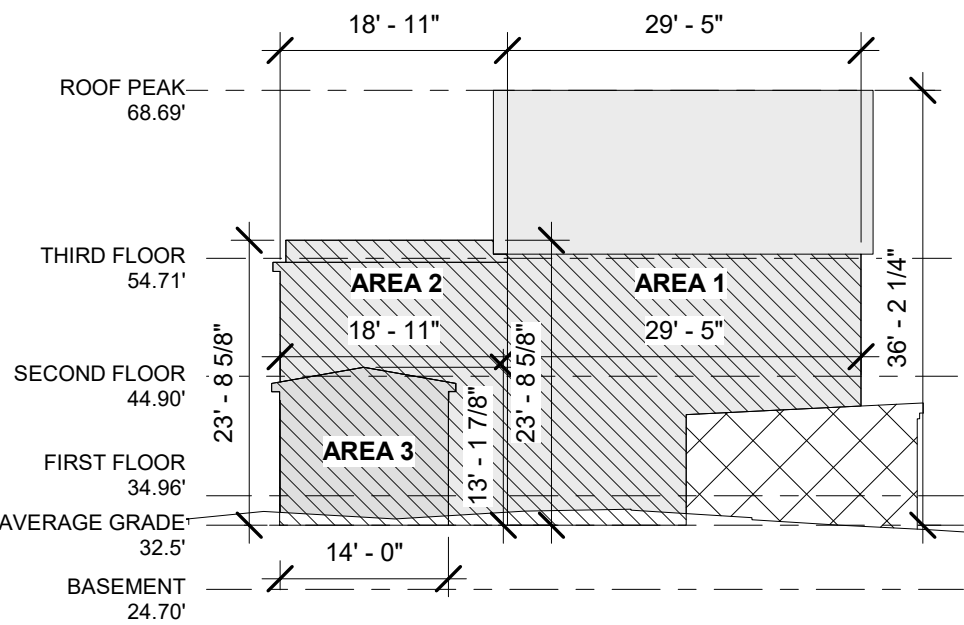 18' - 11"
29' - 5"
ROOF PEAK
68.69'
THIRD FLOOR
54.71'
AREA 2
AREA 1
18' - 11"
29' - 5"
36' - 2 1/4"
SECOND FLOOR
44.90'
23' - 8 5/8"
23' - 8 5/8"
13' - 1 7/8"
AREA 3
FIRST FLOOR
34.96'
AVERAGE GRADE
32.5'
14' - 0"
BASEMENT
24.70'